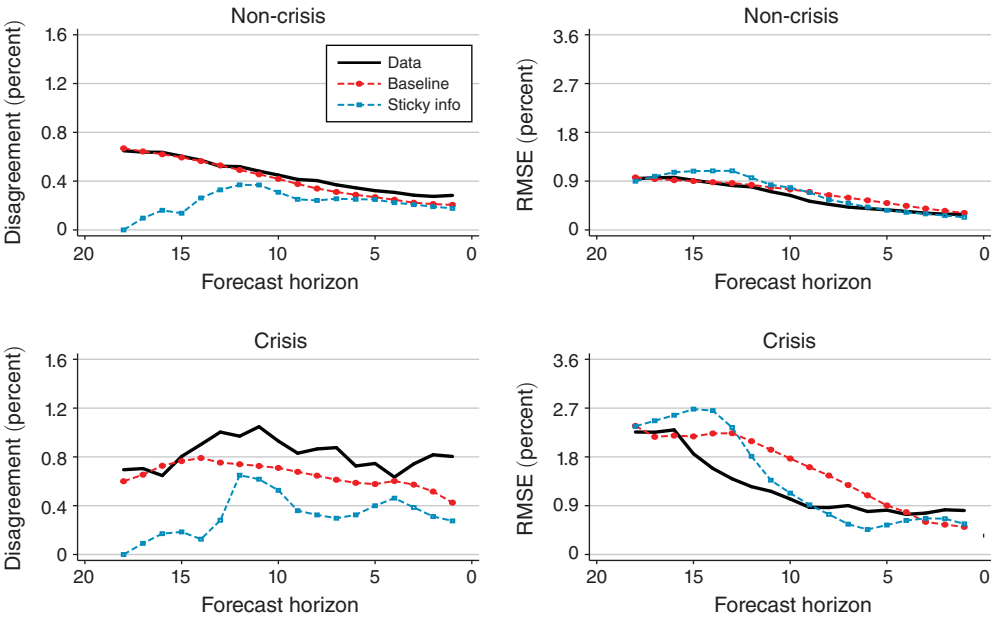 Non-crisis
Disagreement (percent)
1.6
1.2
0.8
0.4
0
20 15 10 5 0
Forecast horizon
Data
Baseline
Sticky info
Non-crisis
RMSE (percent)
3.6
2.7
1.8
0.9
0
20 15 10 5 0
Forecast horizon
Crisis
Disagreement (percent)
1.6
1.2
0.8
0.4
0
20 15 10 5 0
Forecast horizon
Crisis
RMSE (percent)
3.6
2.7
1.8
0.9
0
20 15 10 5 0
Forecast horizon